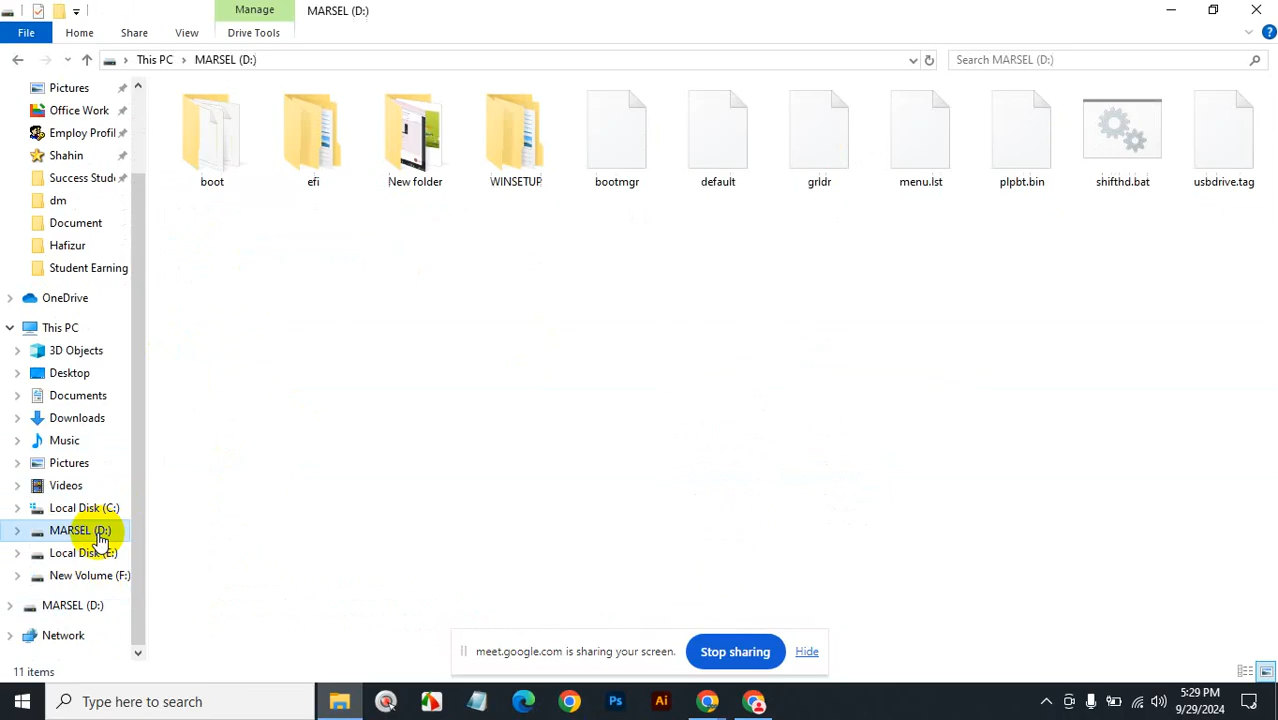 Manage
MARSEL (D:)
File
Home
Share
View
Drive Tools
This PC
MARSEL (D:)
Search MARSEL (D:)
Pictures
Office Work
Employ Profil
Shahin
Success Stud
dm
Document
Hafizur
Student Earning
OneDrive
This PC
3D Objects
Desktop
Documents
Downloads
Music
Pictures
Videos
Local Disk (C:)
MARSEL (D:)
Local Disk (E:)
New Volume (F:)
MARSEL (D:)
Network
boot
efi
New folder
WINSETUP
bootmgr
default
grldr
menu.lst
plpbt.bin
shifthd.bat
usbdrive.tag
meet.google.com is sharing your screen.
Stop sharing
Hide
11 items
Type here to search
Ps
Ai
5:29 PM
9/29/2024